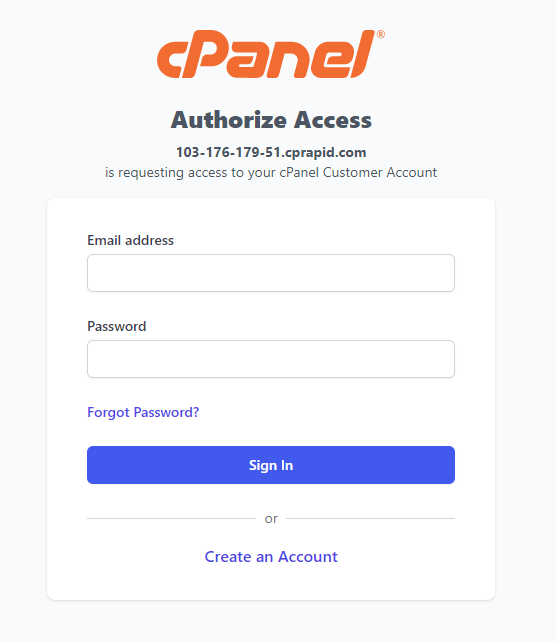 cPanel®
Authorize Access
103-176-179-51.cprapid.com
is requesting access to your cPanel Customer Account
Email address
Password
Forgot Password?
Sign In
or
Create an Account